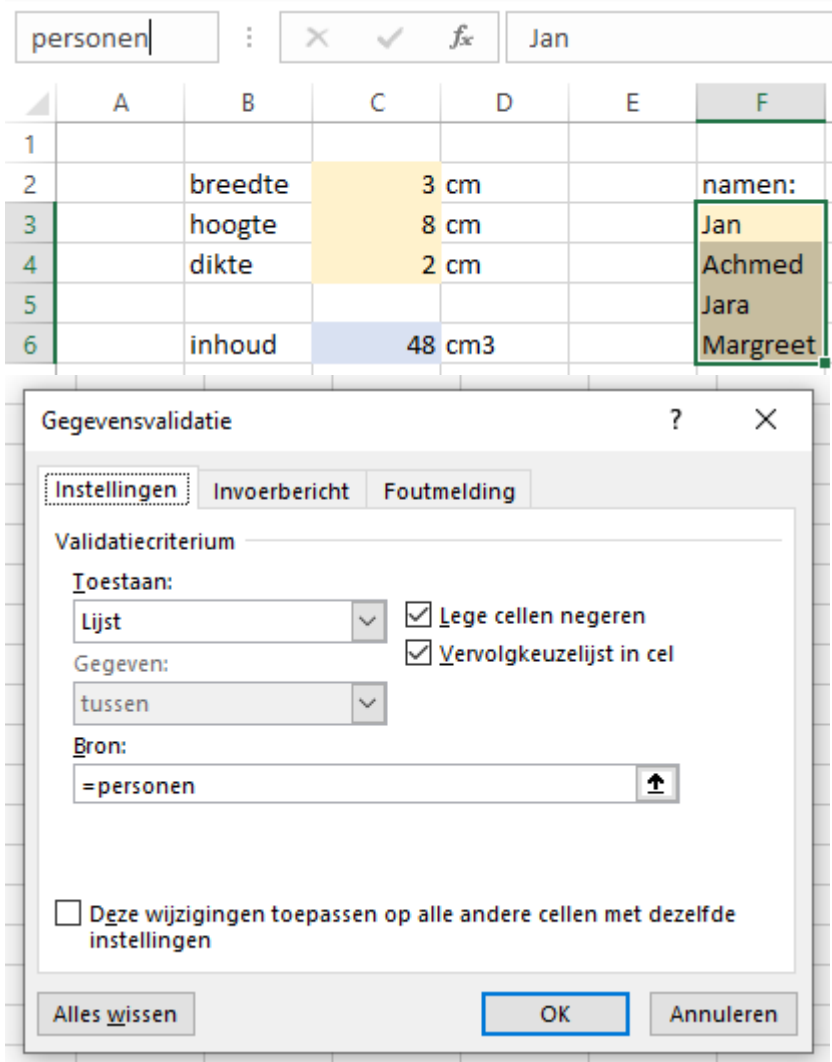 personen
fx
Jan
A B C D E F
1
2 breedte 3 cm namen:
3 hoogte 8 cm Jan
4 dikte 2 cm Achmed
5 Jara
6 inhoud 48 cm3 Margreet
Gegevensvalidatie ?
Instellingen Invoerbericht Foutmelding
Validatiecriterium
Toestaan:
Lijst
Lege cellen negeren
Vervolgkeuzelijst in cel
Gegeven:
tussen
Bron:
=personen
Deze wijzigingen toepassen op alle andere cellen met dezelfde
instellingen
Alles wissen OK Annuleren